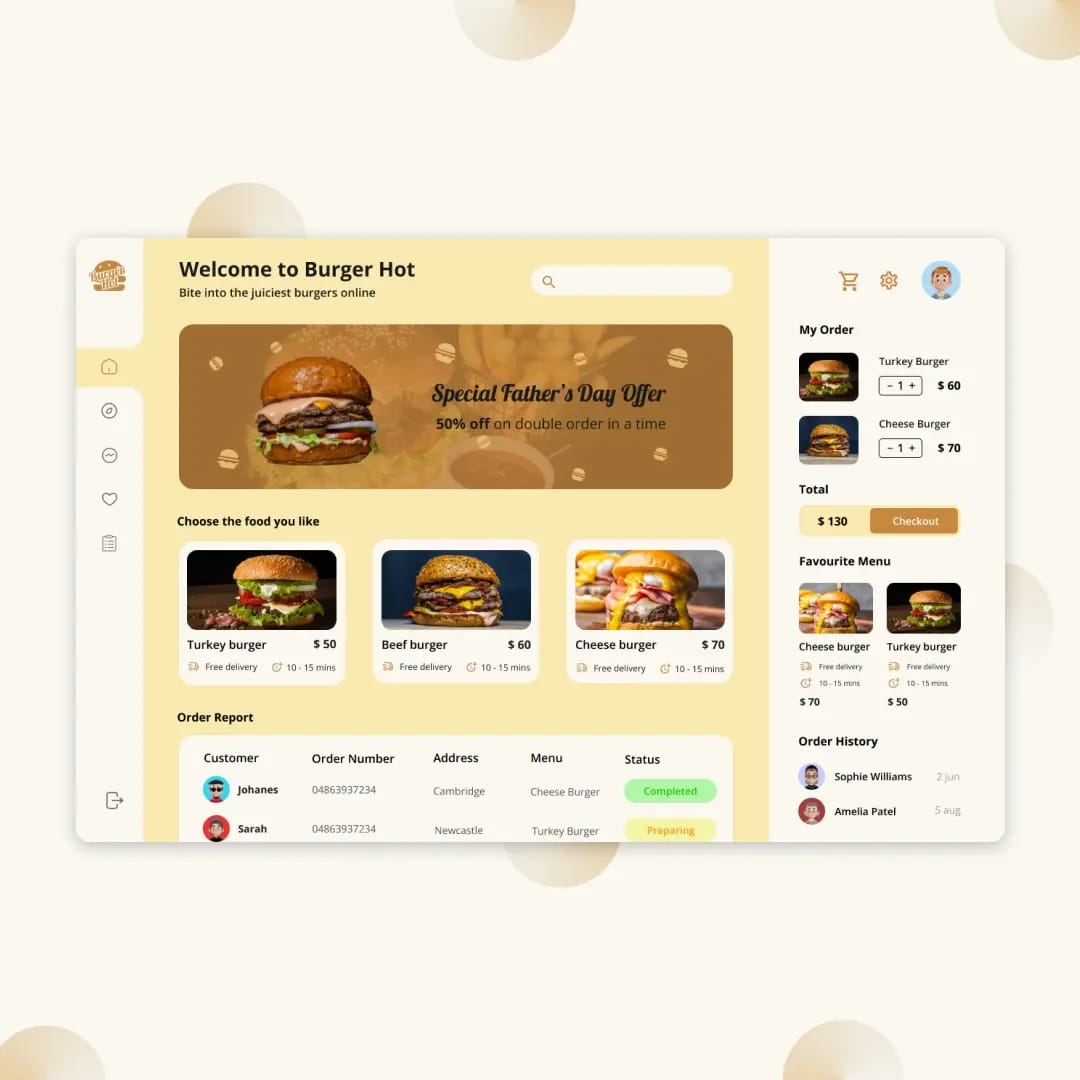 Burger
Hot
Welcome to Burger Hot
Bite into the juiciest burgers online
Special Father's Day Offer
50% off on double order in a time
Choose the food you like
Turkey burger $ 50
Free delivery 10 - 15 mins
Beef burger $ 60
Free delivery 10 - 15 mins
Cheese burger $ 70
Free delivery 10 - 15 mins
Order Report
Customer Order Number Address Menu Status
Johanes 04863937234 Cambridge Cheese Burger Completed
Sarah 04863937234 Newcastle Turkey Burger Preparing
My Order
Turkey Burger
- 1 + $ 60
Cheese Burger
- 1 + $ 70
Total
$ 130 Checkout
Favourite Menu
Cheese burger
Free delivery
10 - 15 mins
$ 70
Turkey burger
Free delivery
10 - 15 mins
$ 50
Order History
Sophie Williams 2 jun
Amelia Patel 5 aug